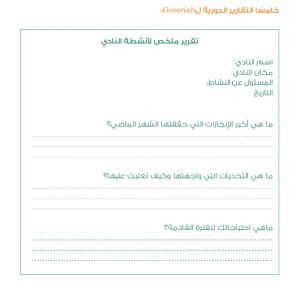 خامسًا التقارير الدورية لـGreenish:
تقرير ملخص لأنشطة النادي
اسم النادي:
مكان النادي:
المسئول عن النشاط:
التاريخ :
ما هي أكبر الإنجازات التي حققتها الشهر الماضي؟
ما هي التحديات التي واجهتها وكيف تغلبت عليها؟
ماهي احتياجاتك للفترة القادمة؟